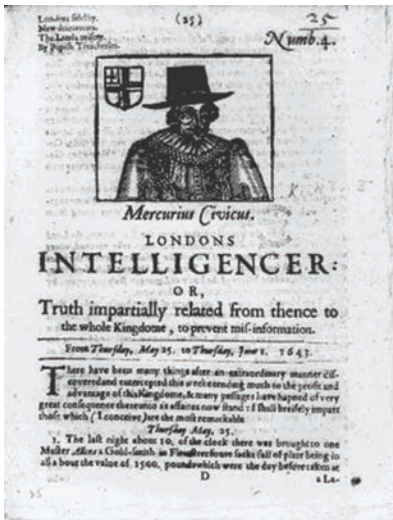 Londons fidelity.
New discoveries.
The Lords misery.
By Popish Treacheries.
(25)
25
Numb. 4.
Mercurius Civicus.
LONDONS
INTELLIGENCER:
OR,
Truth impartially related from thence to
the whole Kingdome, to prevent mis-information.
From Thursday, May 25. to Thursday, June 1. 1643.
There have been many things after an extraordinary manner dis-
covered and intercepted this weeke tending much to the profit and
advantage of this Kingdome, & many passages have hapned of very
great consequence thereunto as affaires now stand: I shall breifely impart
those which (I conceive) are the most remarkable
Thursday May, 25.
1. The last night about 10, of the clock there was brought to one
Master a Gold-smith in foure sacks full of plate being in
all about the value of 1500, pounds which were the day before taken at
D
a La-